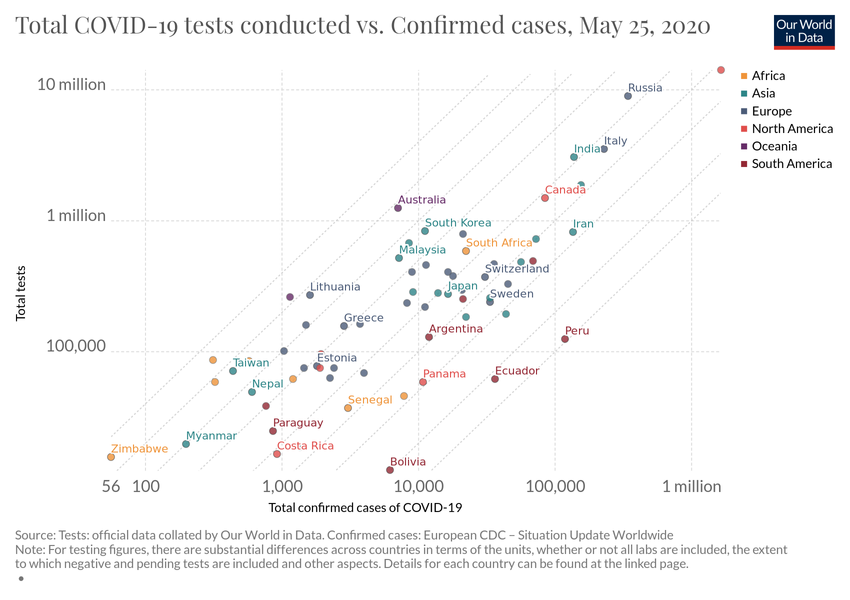 Total COVID-19 tests conducted vs. Confirmed cases, May 25, 2020
Our World
in Data
Africa
Asia
Europe
North America
Oceania
South America
Total tests
10 million
1 million
100,000
Russia
Italy
India
Canada
Australia
Iran
South Korea
South Africa
Malaysia
Switzerland
Lithuania
Japan
Sweden
Greece
Argentina
Peru
Estonia
Taiwan
Ecuador
Panama
Nepal
Senegal
Paraguay
Myanmar
Costa Rica
Zimbabwe
Bolivia
56
100
1,000
10,000
100,000
1 million
Total confirmed cases of COVID-19
Source: Tests: official data collated by Our World in Data. Confirmed cases: European CDC – Situation Update Worldwide
Note: For testing figures, there are substantial differences across countries in terms of the units, whether or not all labs are included, the extent
to which negative and pending tests are included and other aspects. Details for each country can be found at the linked page.